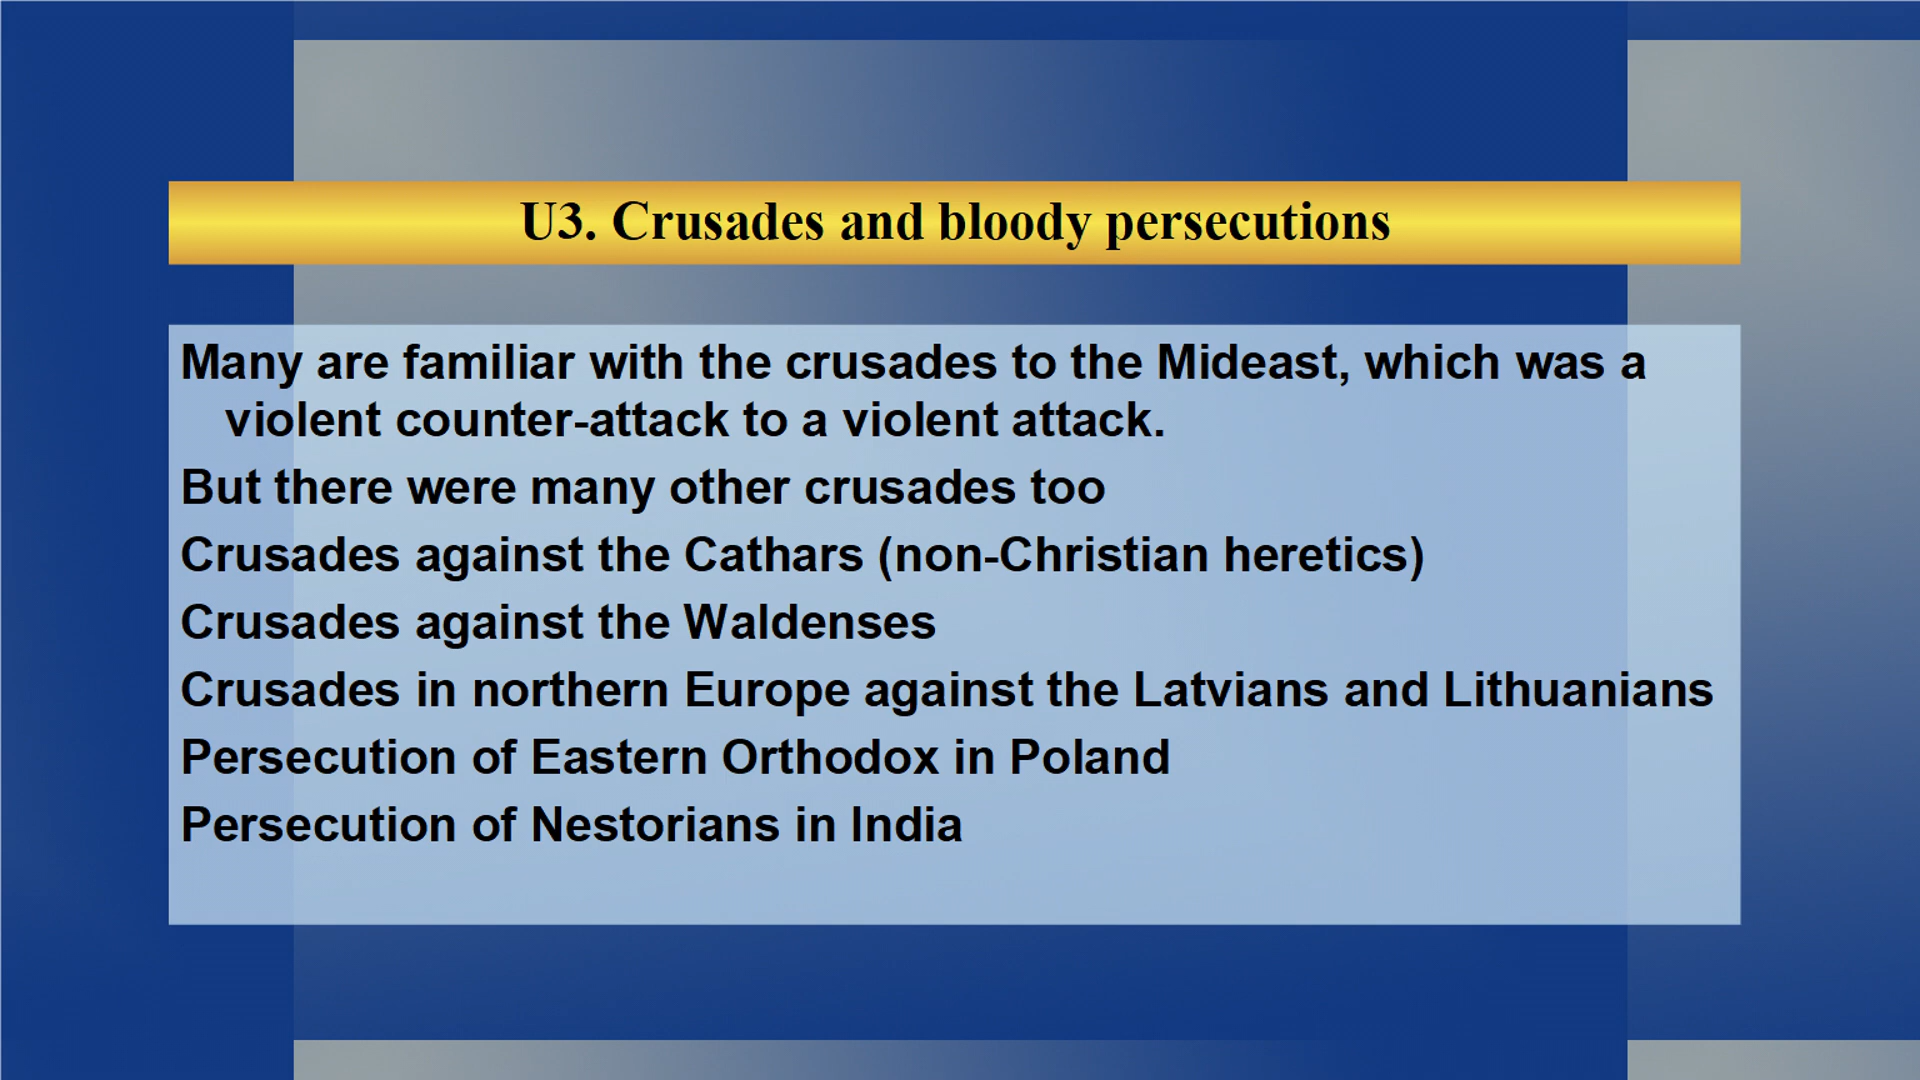 U3. Crusades and bloody persecutions
Many are familiar with the crusades to the Mideast, which was a
violent counter-attack to a violent attack.
But there were many other crusades too
Crusades against the Cathars (non-Christian heretics)
Crusades against the Waldenses
Crusades in northern Europe against the Latvians and Lithuanians
Persecution of Eastern Orthodox in Poland
Persecution of Nestorians in India